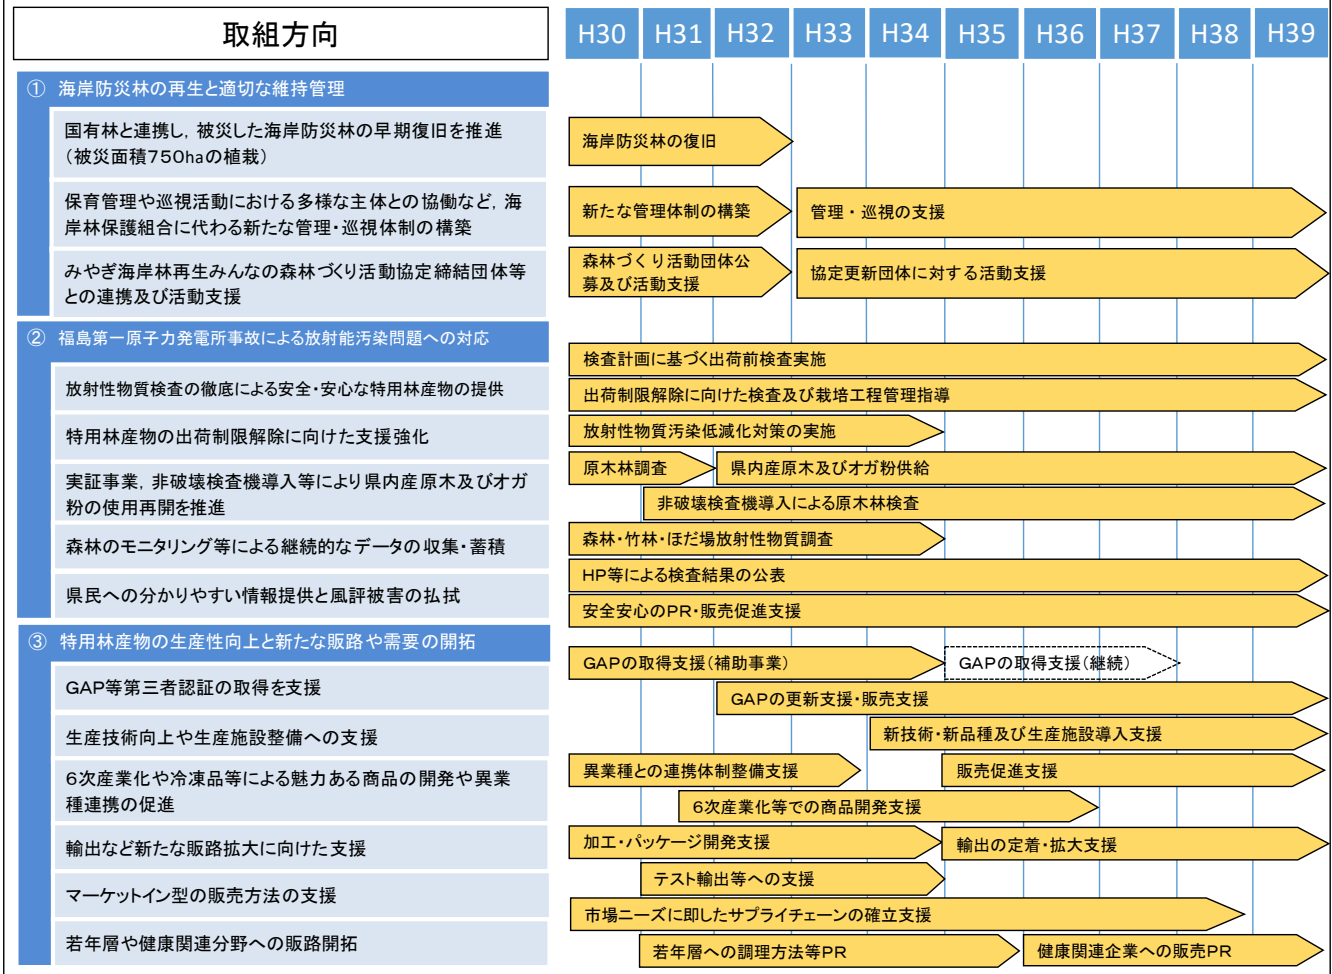 取組方向
H30 H31 H32 H33 H34 H35 H36 H37 H38 H39
① 海岸防災林の再生と適切な維持管理
国有林と連携し，被災した海岸防災林の早期復旧を推進
（被災面積７５０haの植栽）
海岸防災林の復旧
保育管理や巡視活動における多様な主体との協働など，海
岸林保護組合に代わる新たな管理・巡視体制の構築
新たな管理体制の構築
管理・巡視の支援
みやぎ海岸林再生みんなの森林づくり活動協定締結団体等
との連携及び活動支援
森林づくり活動団体公
募及び活動支援
協定更新団体に対する活動支援
② 福島第一原子力発電所事故による放射能汚染問題への対応
検査計画に基づく出荷前検査実施
放射性物質検査の徹底による安全・安心な特用林産物の提供
出荷制限解除に向けた検査及び栽培工程管理指導
特用林産物の出荷制限解除に向けた支援強化
放射性物質汚染低減化対策の実施
実証事業，非破壊検査機導入等により県内産原木及びオガ
粉の使用再開を推進
原木林調査
県内産原木及びオガ粉供給
非破壊検査機導入による原木林検査
森林のモニタリング等による継続的なデータの収集・蓄積
森林・竹林・ほだ場放射性物質調査
県民への分かりやすい情報提供と風評被害の払拭
HP等による検査結果の公表
安全安心のPR・販売促進支援
③ 特用林産物の生産性向上と新たな販路や需要の開拓
GAP等第三者認証の取得を支援
GAPの取得支援（補助事業）
GAPの取得支援（継続）
GAPの更新支援・販売支援
生産技術向上や生産施設整備への支援
新技術・新品種及び生産施設導入支援
６次産業化や冷凍品等による魅力ある商品の開発や異業
種連携の促進
異業種との連携体制整備支援
販売促進支援
６次産業化等での商品開発支援
輸出など新たな販路拡大に向けた支援
加工・パッケージ開発支援
輸出の定着・拡大支援
マーケットイン型の販売方法の支援
テスト輸出等への支援
市場ニーズに即したサプライチェーンの確立支援
若年層や健康関連分野への販路開拓
若年層への調理方法等PR
健康関連企業への販売PR